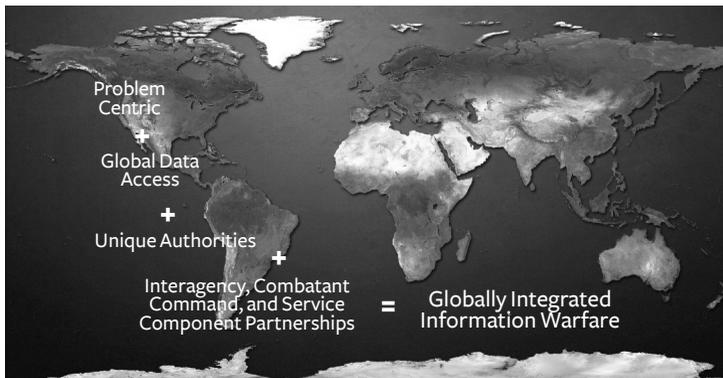 Problem
Centric
+
Global Data
Access
+
Unique Authorities
+
Interagency, Combatant
Command, and Service
Component Partnerships
=
Globally Integrated
Information Warfare